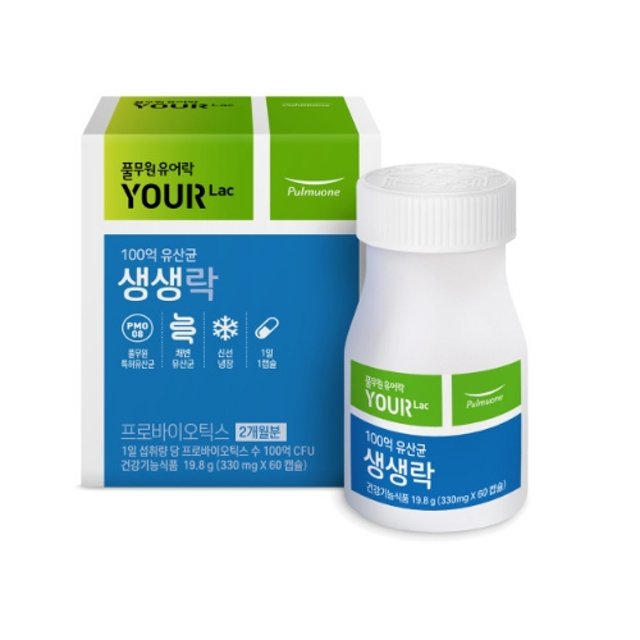 YOUR Lac
풀무원 유어락
YOUR Lac
Pulmuone
100억 유산균
생생락
PMO
08
풀무원
특허유산균
쾌변
유산균
신선
냉장
1일
1캡슐
프로바이오틱스 2개월분
1일 섭취량 당 프로바이오틱스 수 100억 CFU
건강기능식품 19.8 g (330 mg X 60 캡슐)
풀무원 유어락
YOUR Lac
Pulmuone
100억 유산균
생생락
건강기능식품 19.8 g (330mg X 60 캡슐)